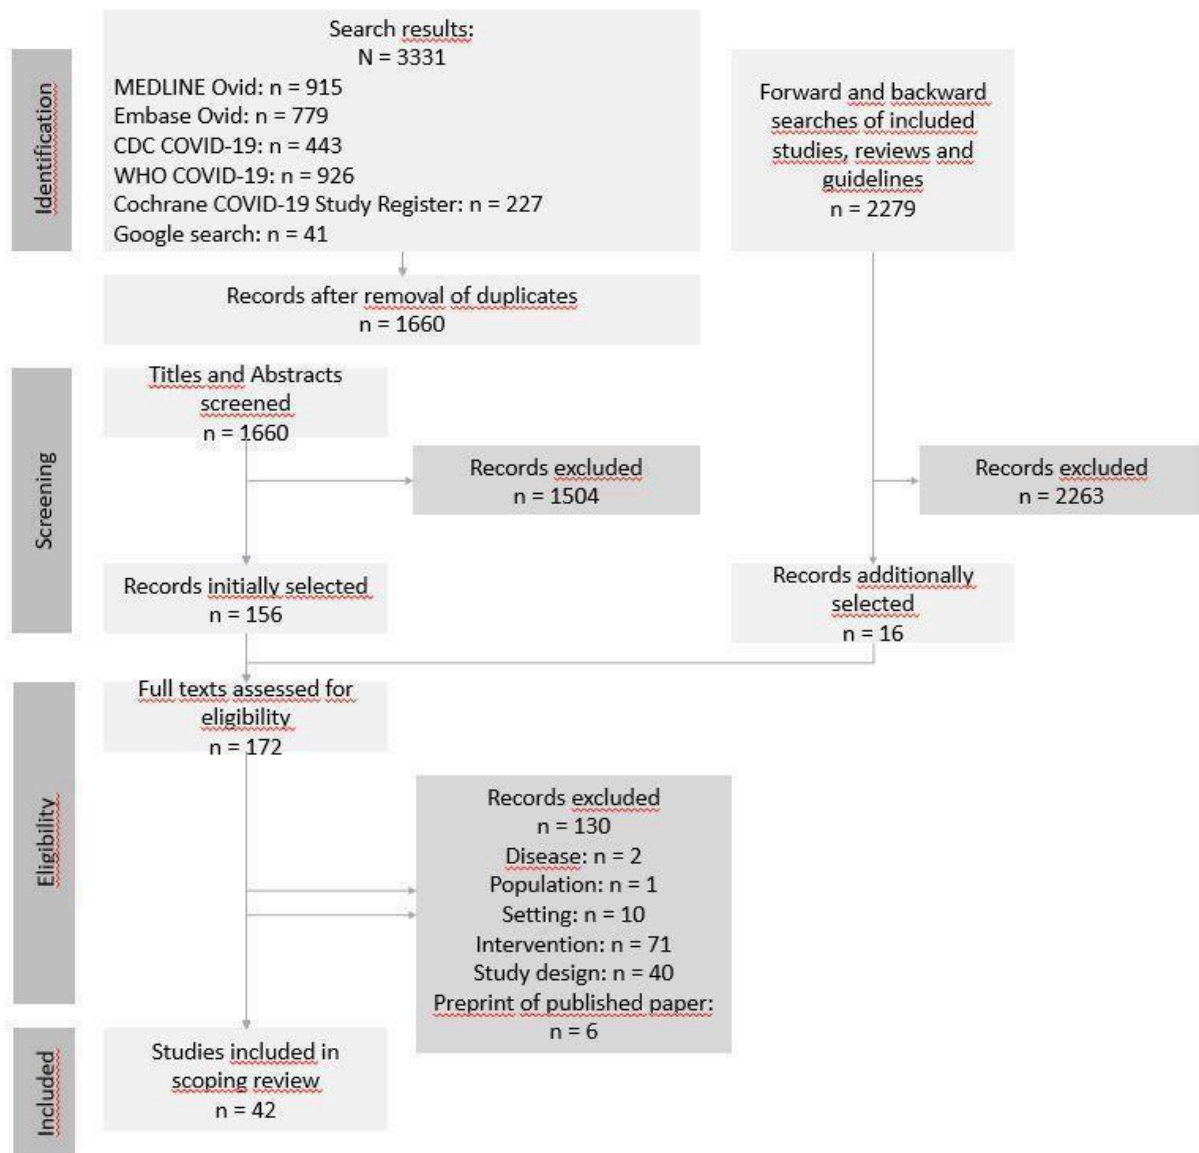 Identification
Search results:
N = 3331
MEDLINE Ovid: n = 915
Embase Ovid: n = 779
CDC COVID-19: n = 443
WHO COVID-19: n = 926
Cochrane COVID-19 Study Register: n = 227
Google search: n = 41
Forward and backward
searches of included
studies, reviews and
guidelines
n = 2279
Records after removal of duplicates
n = 1660
Screening
Titles and Abstracts
screened
n = 1660
Records excluded
n = 1504
Records excluded
n = 2263
Records initially selected
n = 156
Records additionally
selected
n = 16
Eligibility
Full texts assessed for
eligibility
n = 172
Records excluded
n = 130
Disease: n = 2
Population: n = 1
Setting: n = 10
Intervention: n = 71
Study design: n = 40
Preprint of published paper:
n = 6
Included
Studies included in
scoping review
n = 42